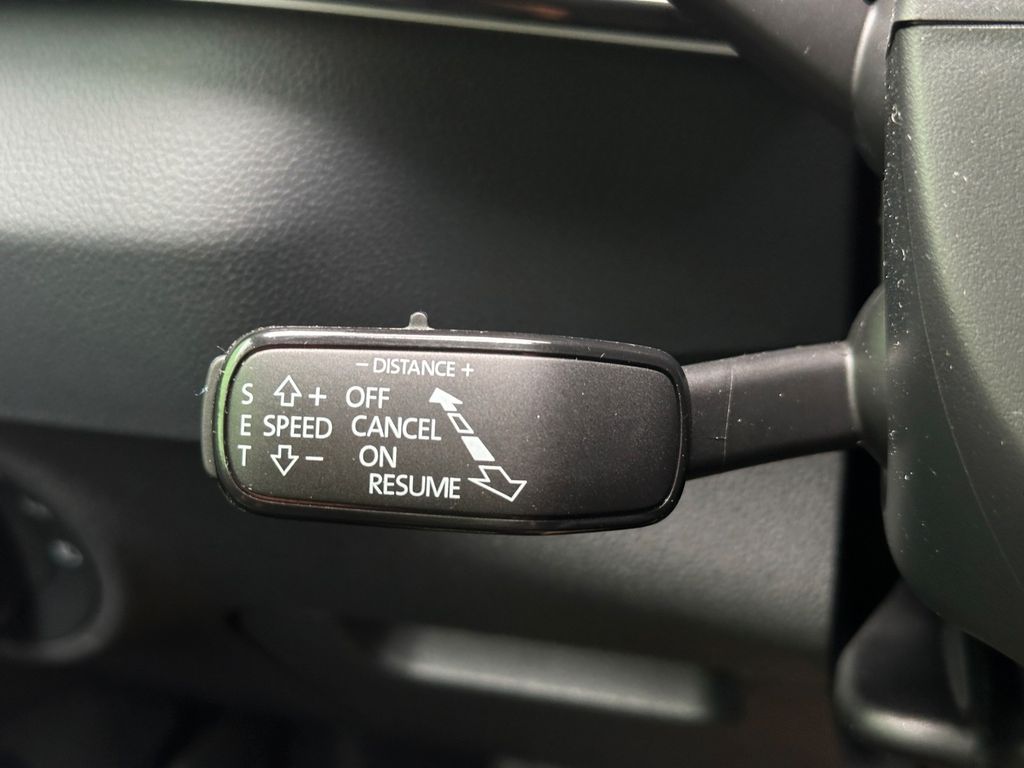 – DISTANCE +
S + OFF
E SPEED CANCEL
T – ON
RESUME